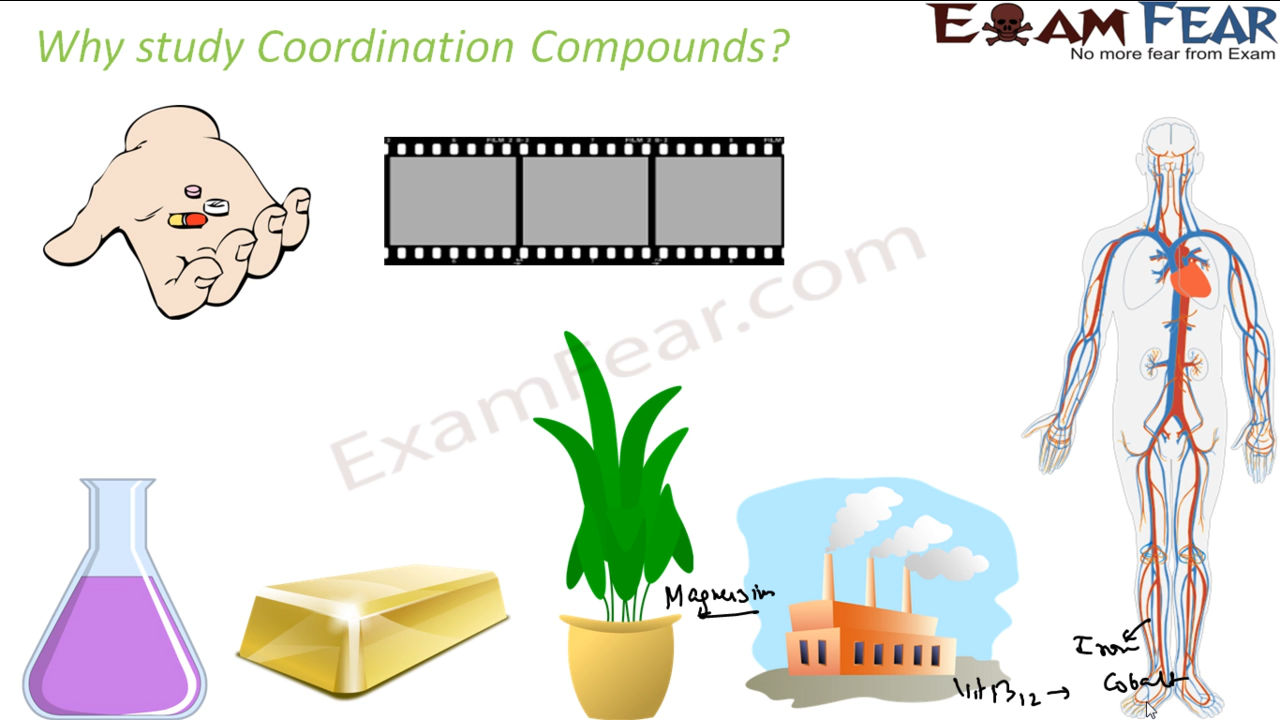 Why study Coordination Compounds?
EXAM FEAR
No more fear from Exam
ExamFear.com
Magnesium
Iron
Vit B12 → Cobalt